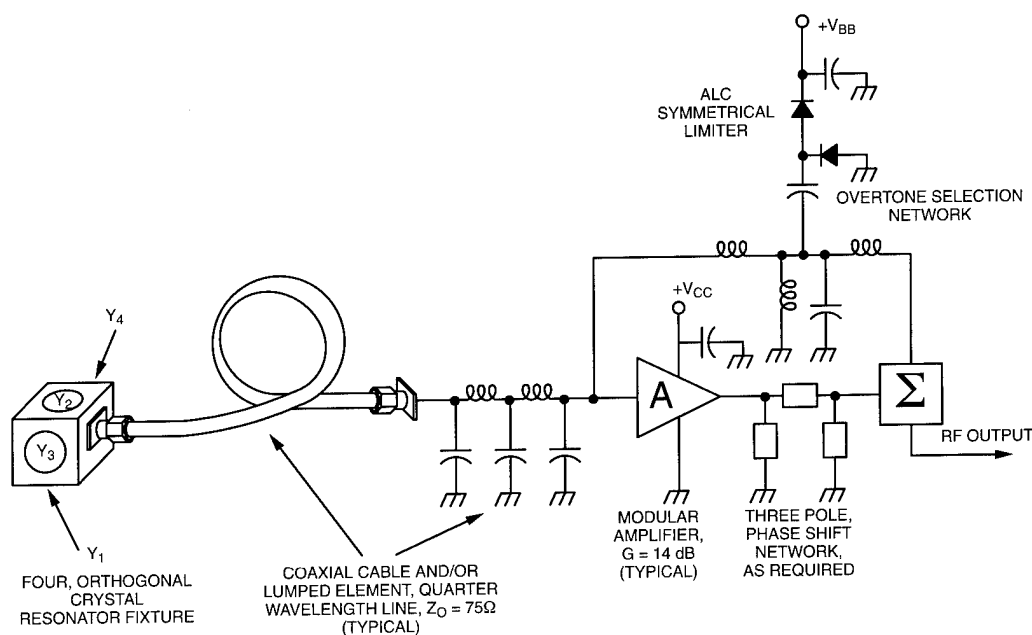 +VBB
ALC
SYMMETRICAL
LIMITER
OVERTONE SELECTION
NETWORK
+VCC
Y4
Y2
Y3
A
Σ
RF OUTPUT
Y1
FOUR, ORTHOGONAL
CRYSTAL
RESONATOR FIXTURE
COAXIAL CABLE AND/OR
LUMPED ELEMENT, QUARTER
WAVELENGTH LINE, ZO = 75Ω
(TYPICAL)
MODULAR
AMPLIFIER,
G = 14 dB
(TYPICAL)
THREE POLE,
PHASE SHIFT
NETWORK,
AS REQUIRED